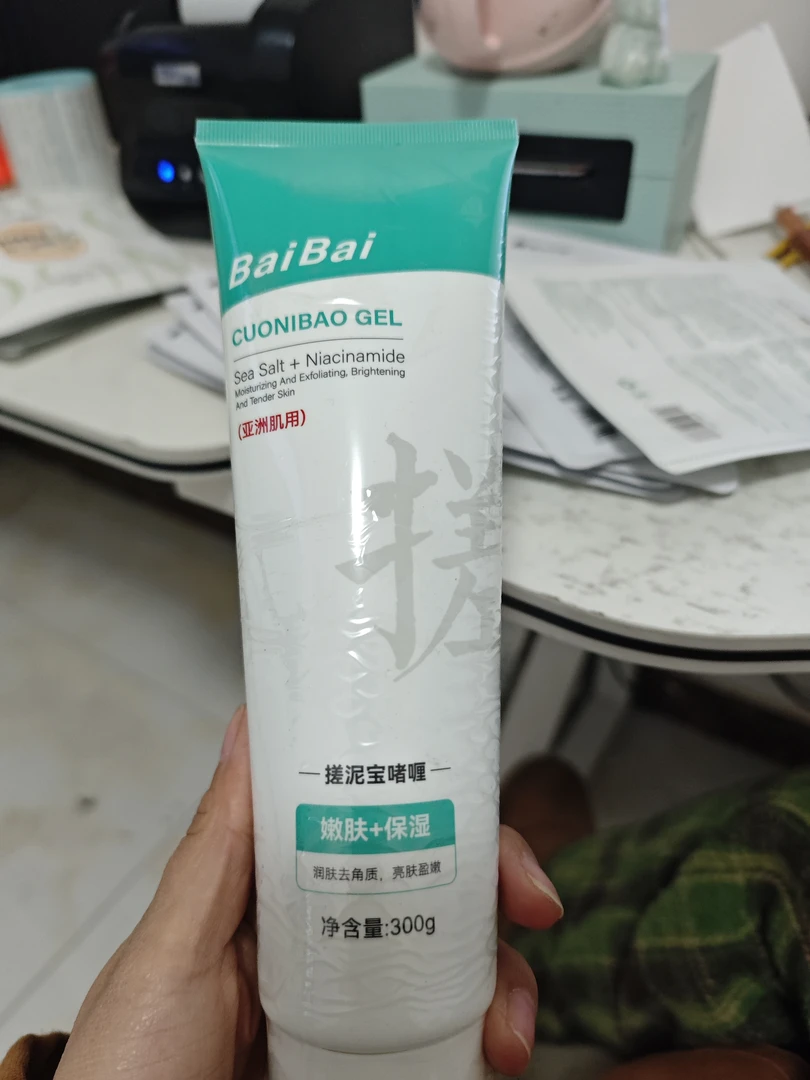 BaiBai
CUONIBAO GEL
Sea Salt + Niacinamide
Moisturizing And Exfoliating, Brightening
And Tender Skin
(亚洲肌用)
搓
搓泥宝啫喱
嫩肤+保湿
润肤去角质，亮肤盈嫩
净含量:300g